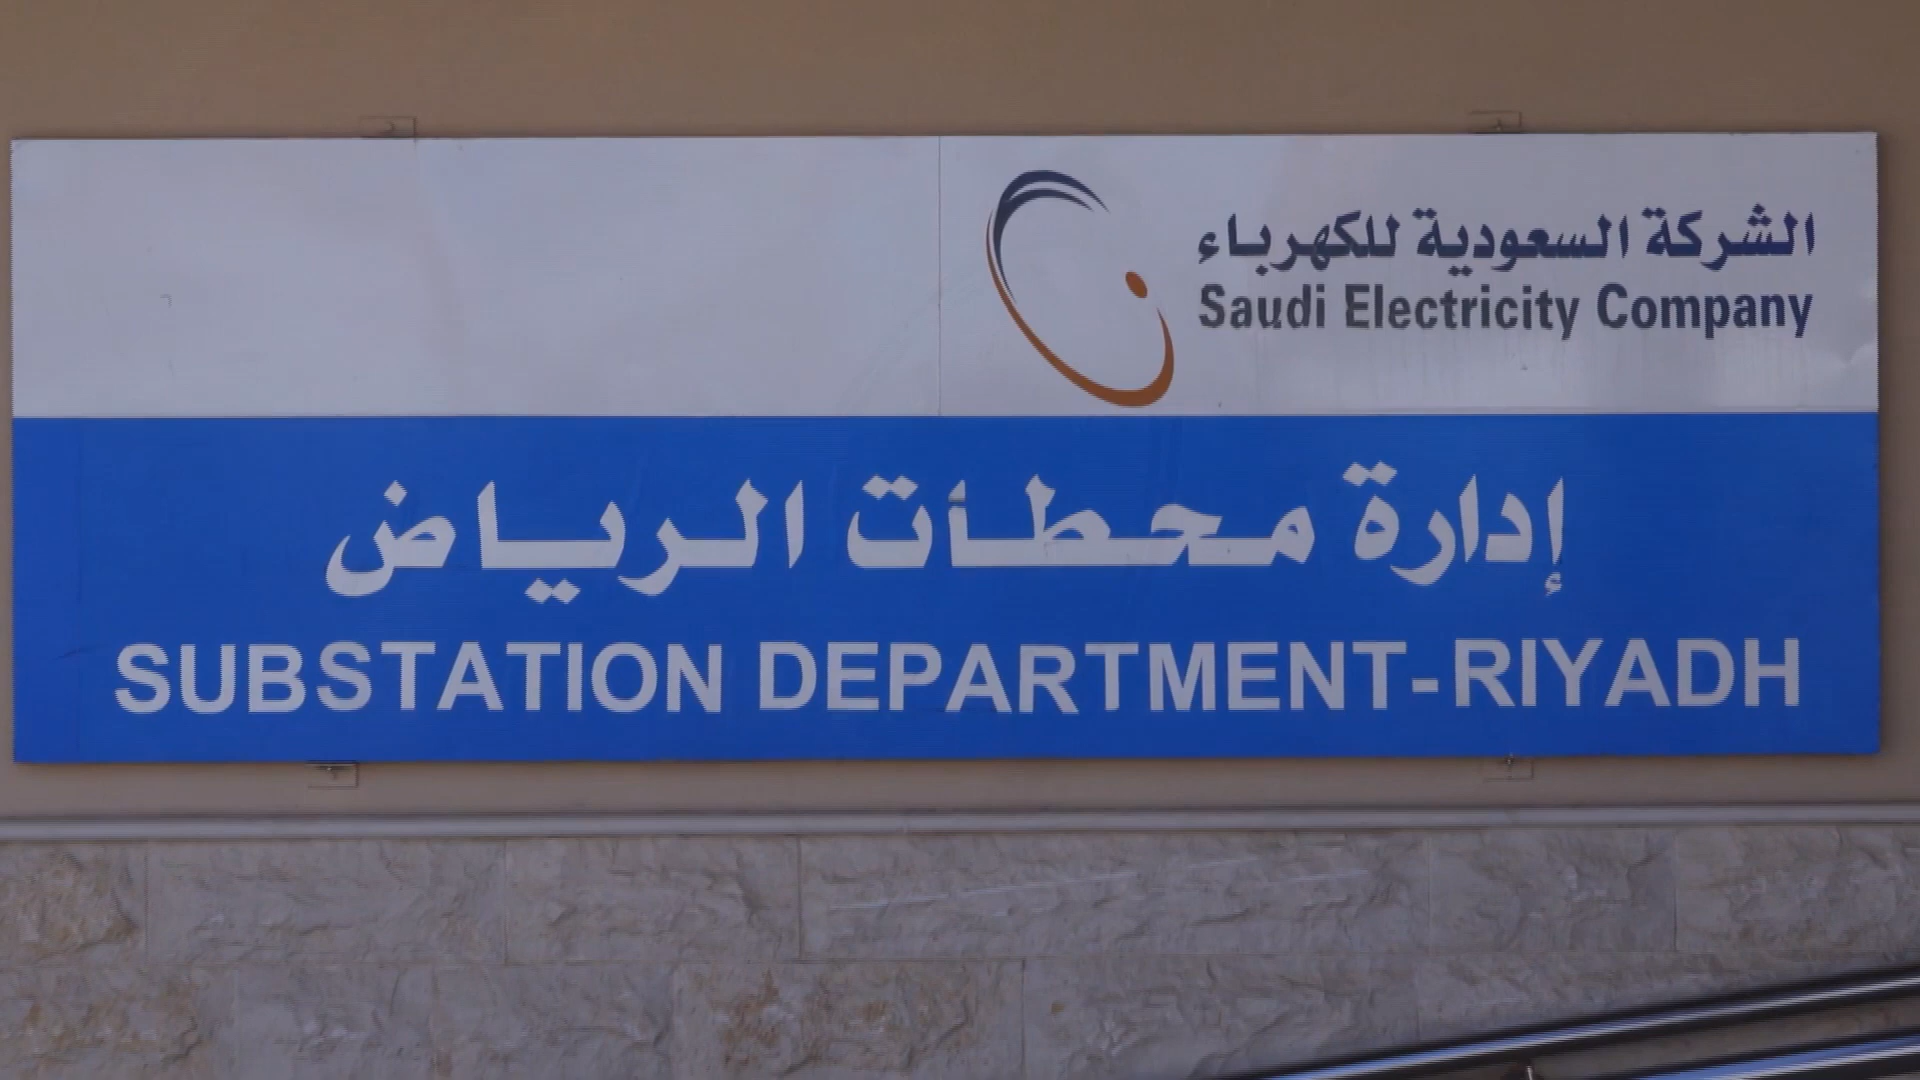 الشركة السعودية للكهرباء
Saudi Electricity Company
إدارة محطات الرياض
SUBSTATION DEPARTMENT-RIYADH